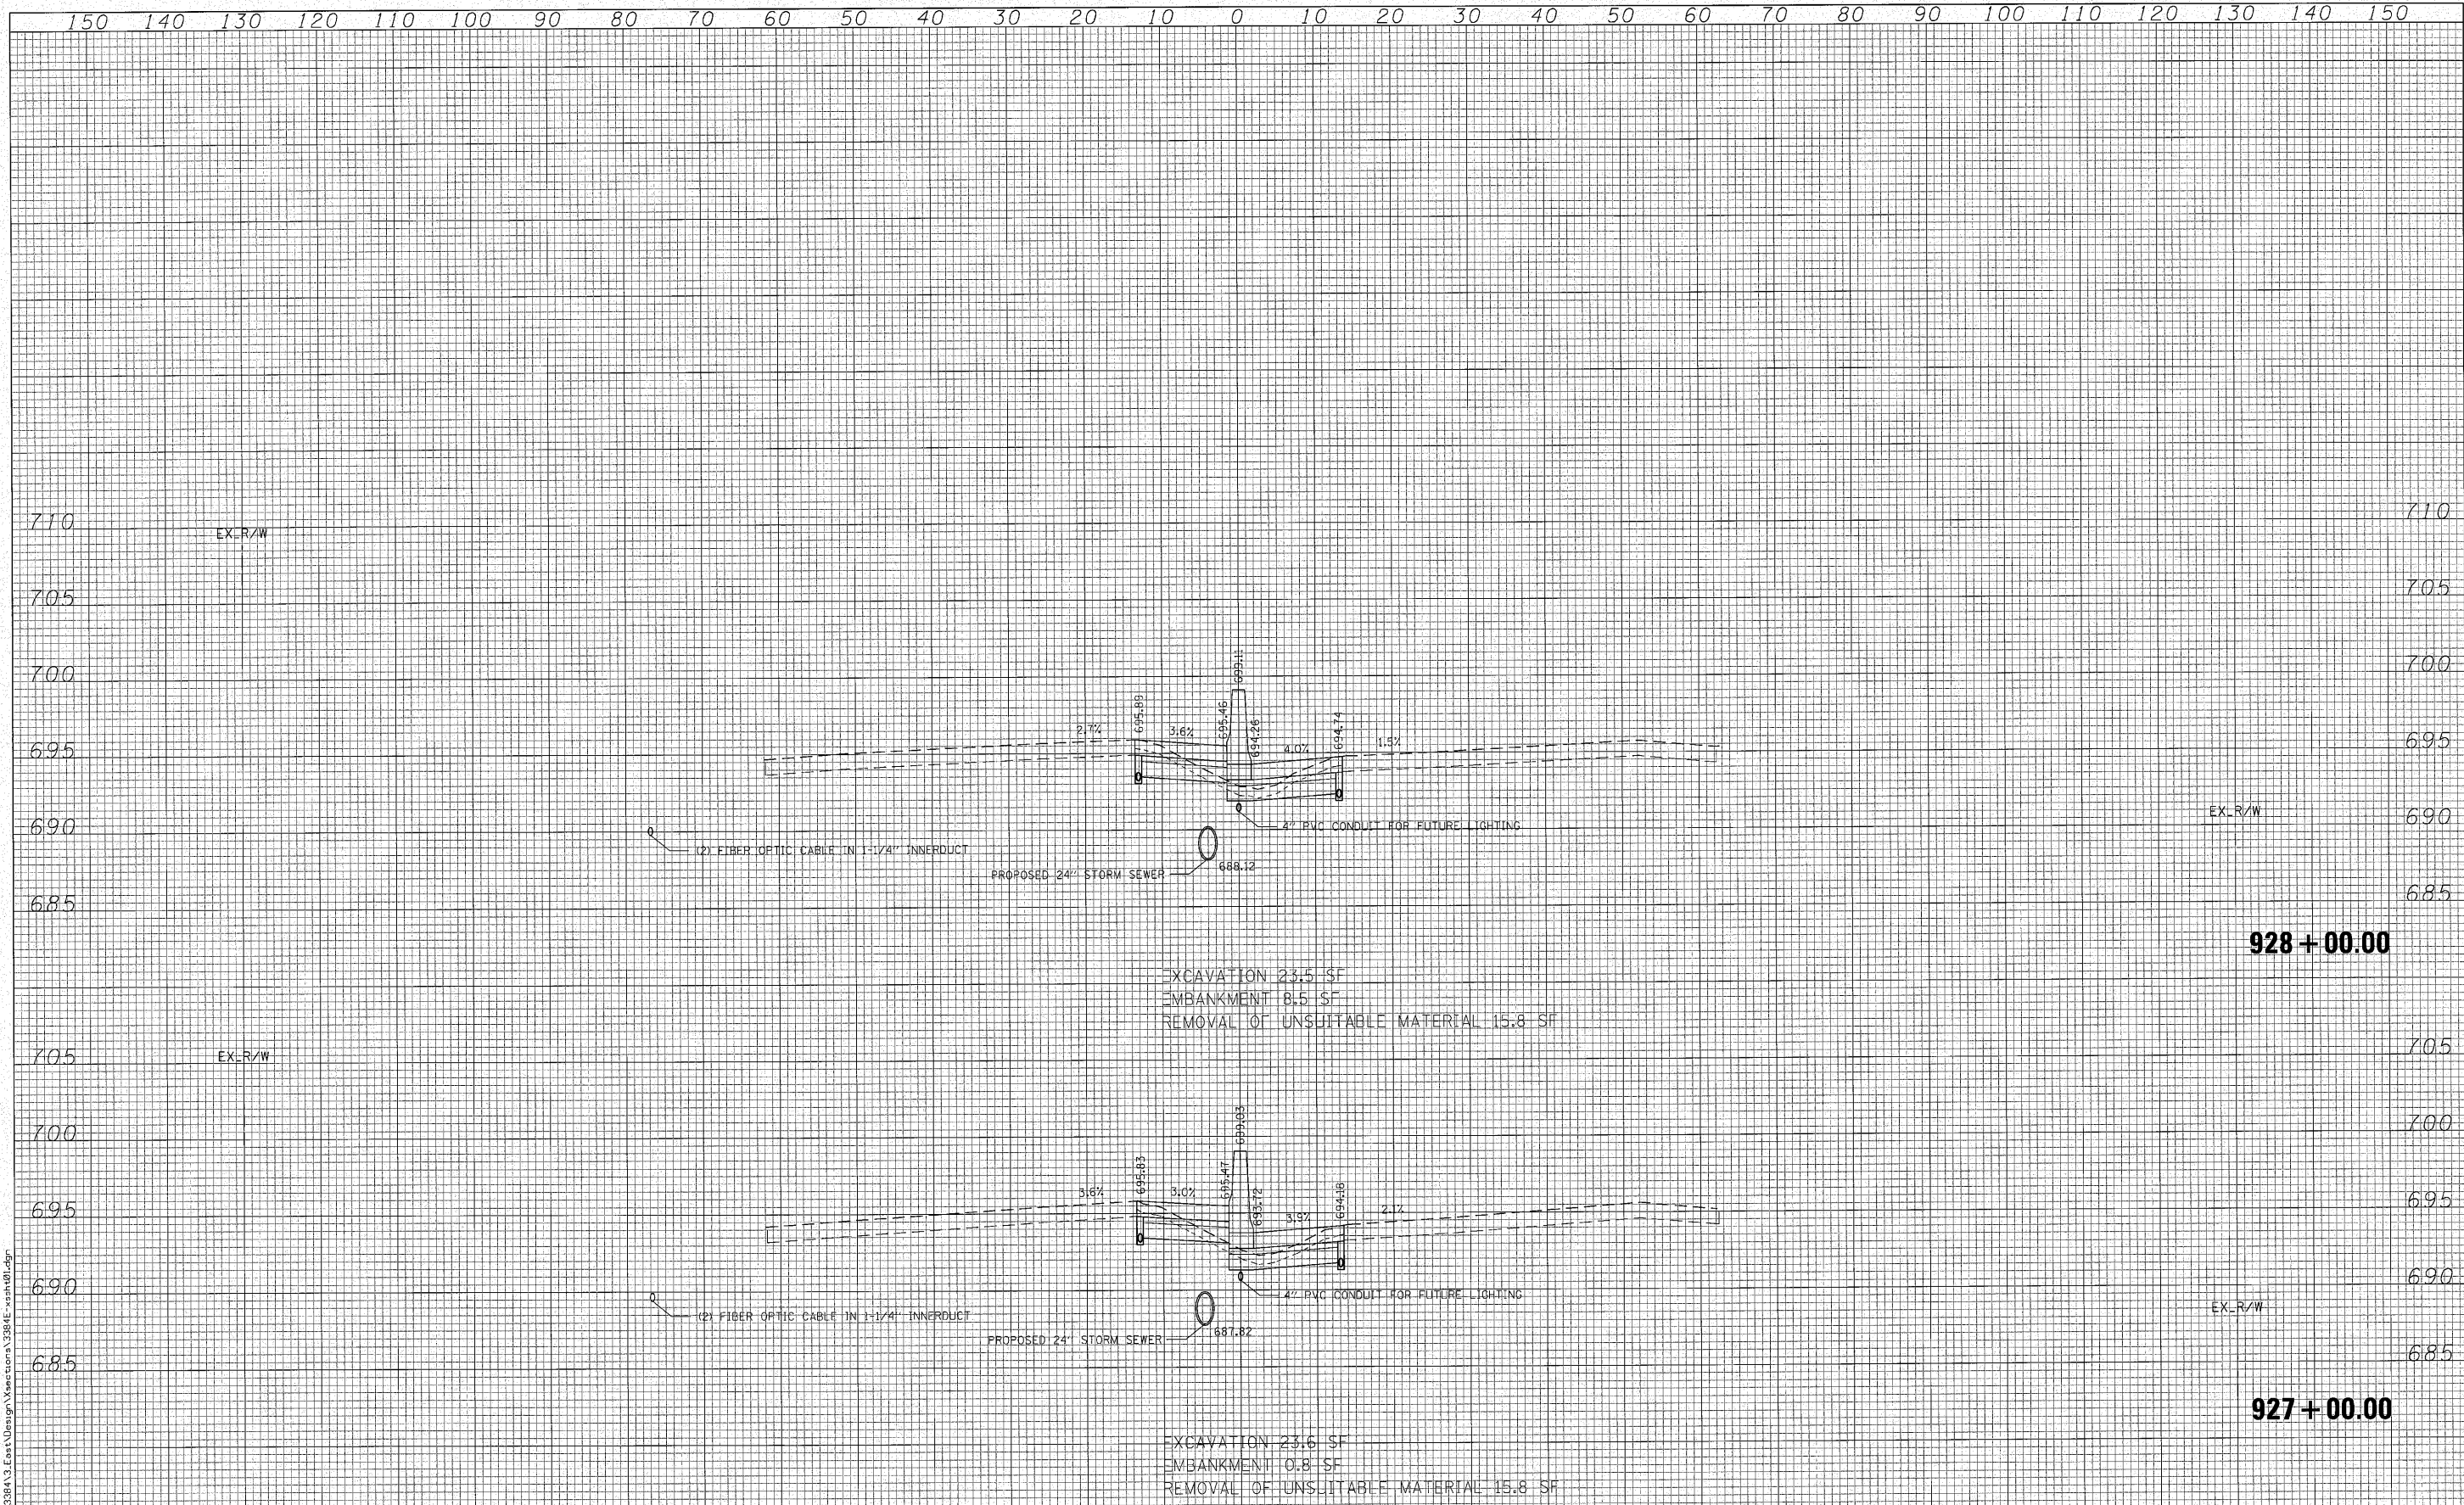 150 140 130 120 110 100 90 80 70 60 50 40 30 20 10 0 10 20 30 40 50 60 70 80 90 100 110 120 130 140 150
710 EX_R/W 710
705 705
700 699.11 700
695.89 695.46 694.26 694.74
2.7% 3.6% 4.0% 1.5%
695 695
690 EX_R/W 690
4" PVC CONDUIT FOR FUTURE LIGHTING
(2) FIBER OPTIC CABLE IN 1-1/4" INNERDUCT
688.12
PROPOSED 24" STORM SEWER
685 685
928+00.00
EXCAVATION 23.5 SF
EMBANKMENT 8.5 SF
REMOVAL OF UNSUITABLE MATERIAL 15.8 SF
705 EX_R/W 705
700 699.03 700
695.83 695.47 693.72 694.18
3.6% 3.0% 3.9% 2.1%
695 695
690 690
4" PVC CONDUIT FOR FUTURE LIGHTING
EX_R/W
(2) FIBER OPTIC CABLE IN 1-1/4" INNERDUCT
687.82
PROPOSED 24" STORM SEWER
685 685
927+00.00
EXCAVATION 23.6 SF
EMBANKMENT 0.8 SF
REMOVAL OF UNSUITABLE MATERIAL 15.8 SF
3384\3_East\Design\Xsections\3384E-xssht01.dgn